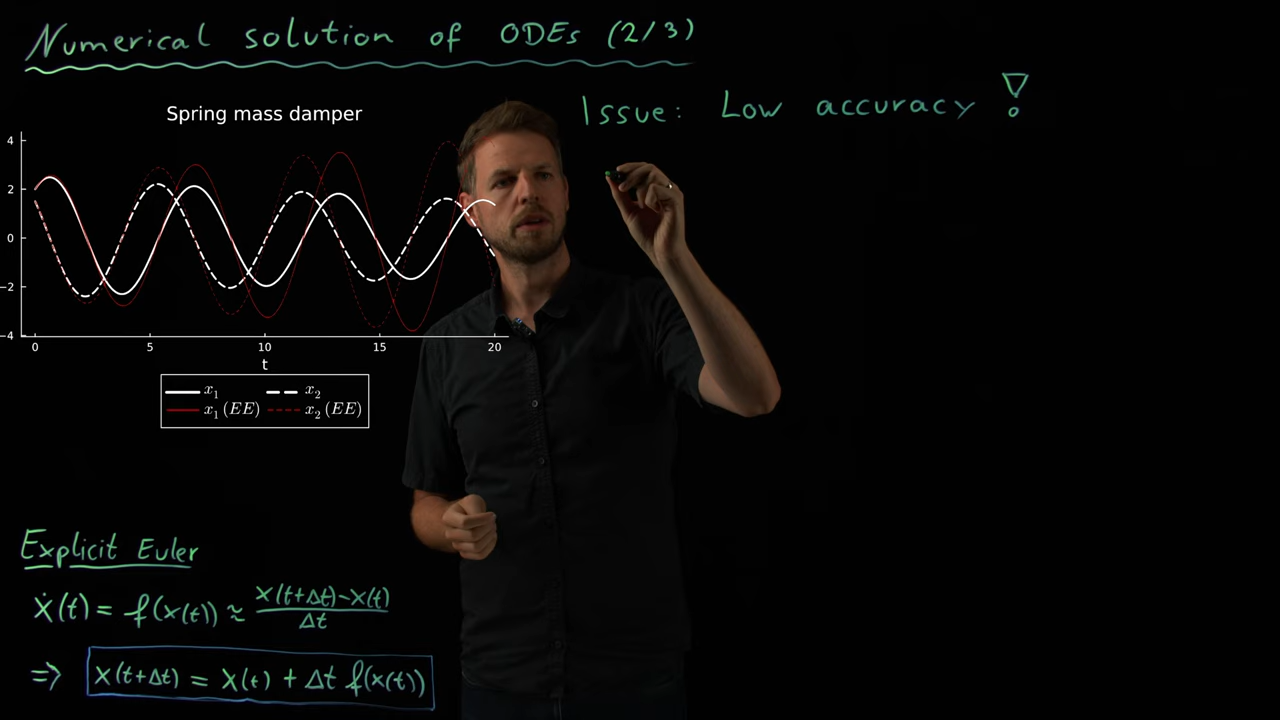 Numerical solution of ODEs (2/3)
Issue: Low accuracy !
Spring mass damper
4
2
0
−2
−4
0 5 10 15 20
t
x₁ x₂
x₁ (EE) x₂ (EE)
Explicit Euler
ẋ(t) = f(x(t)) ≈ (x(t+Δt)−x(t))/Δt
⇒ x(t+Δt) = x(t) + Δt f(x(t))